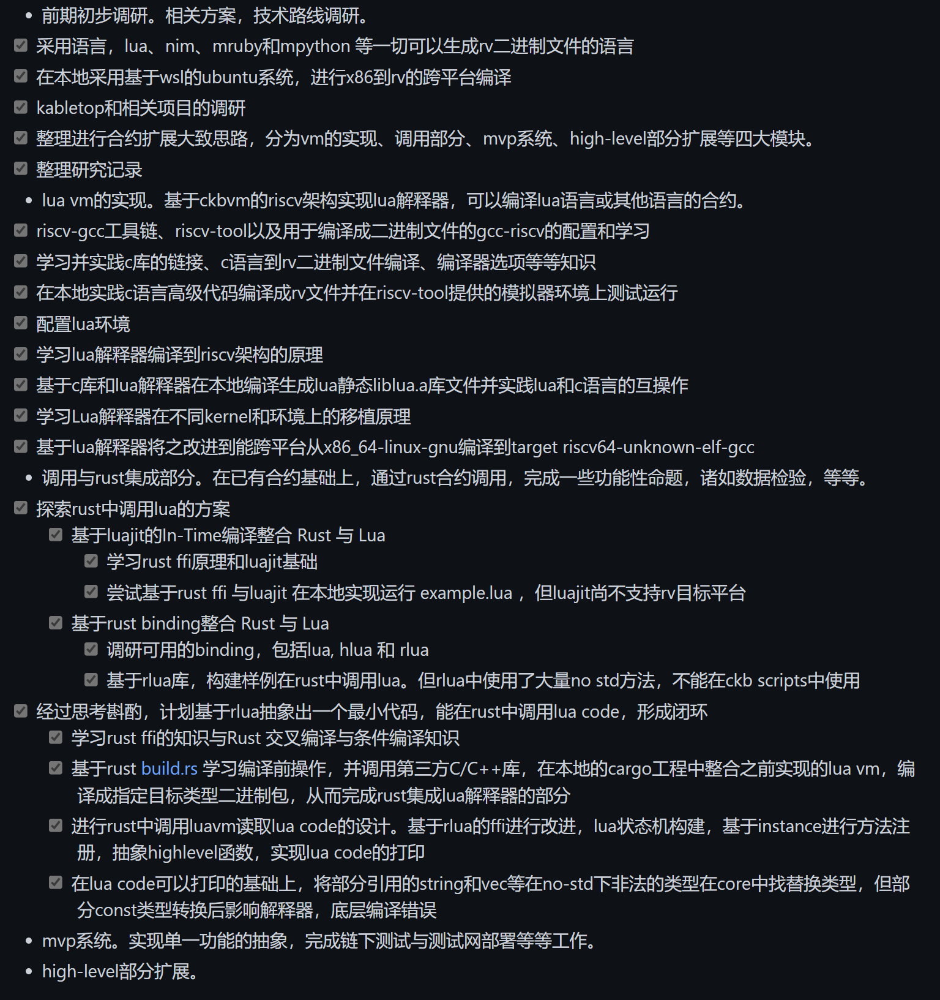 前期初步调研。相关方案，技术路线调研。
采用语言，lua、nim、mruby和mpython 等一切可以生成rv二进制文件的语言
在本地采用基于wsl的ubuntu系统，进行x86到rv的跨平台编译
kabletop和相关项目的调研
整理进行合约扩展大致思路，分为vm的实现、调用部分、mvp系统、high-level部分扩展等四大模块。
整理研究记录
lua vm的实现。基于ckbvm的riscv架构实现lua解释器，可以编译lua语言或其他语言的合约。
riscv-gcc工具链、riscv-tool以及用于编译成二进制文件的gcc-riscv的配置和学习
学习并实践c库的链接、c语言到rv二进制文件编译、编译器选项等等知识
在本地实践c语言高级代码编译成rv文件并在riscv-tool提供的模拟器环境上测试运行
配置lua环境
学习lua解释器编译到riscv架构的原理
基于c库和lua解释器在本地编译生成lua静态liblua.a库文件并实践lua和c语言的互操作
学习Lua解释器在不同kernel和环境上的移植原理
基于lua解释器将之改进到能跨平台从x86_64-linux-gnu编译到target riscv64-unknown-elf-gcc
调用与rust集成部分。在已有合约基础上，通过rust合约调用，完成一些功能性命题，诸如数据检验，等等。
探索rust中调用lua的方案
基于luajit的In-Time编译整合 Rust 与 Lua
学习rust ffi原理和luajit基础
尝试基于rust ffi 与luajit 在本地实现运行 example.lua ，但luajit尚不支持rv目标平台
基于rust binding整合 Rust 与 Lua
调研可用的binding，包括lua, hlua 和 rlua
基于rlua库，构建样例在rust中调用lua。但rlua中使用了大量no std方法，不能在ckb scripts中使用
经过思考斟酌，计划基于rlua抽象出一个最小代码，能在rust中调用lua code，形成闭环
学习rust ffi的知识与Rust 交叉编译与条件编译知识
基于rust build.rs 学习编译前操作，并调用第三方C/C++库，在本地的cargo工程中整合之前实现的lua vm，编
译成指定目标类型二进制包，从而完成rust集成lua解释器的部分
进行rust中调用luavm读取lua code的设计。基于rlua的ffi进行改进，lua状态机构建，基于instance进行方法注
册，抽象highlevel函数，实现lua code的打印
在lua code可以打印的基础上，将部分引用的string和vec等在no-std下非法的类型在core中找替换类型，但部
分const类型转换后影响解释器，底层编译错误
mvp系统。实现单一功能的抽象，完成链下测试与测试网部署等等工作。
high-level部分扩展。